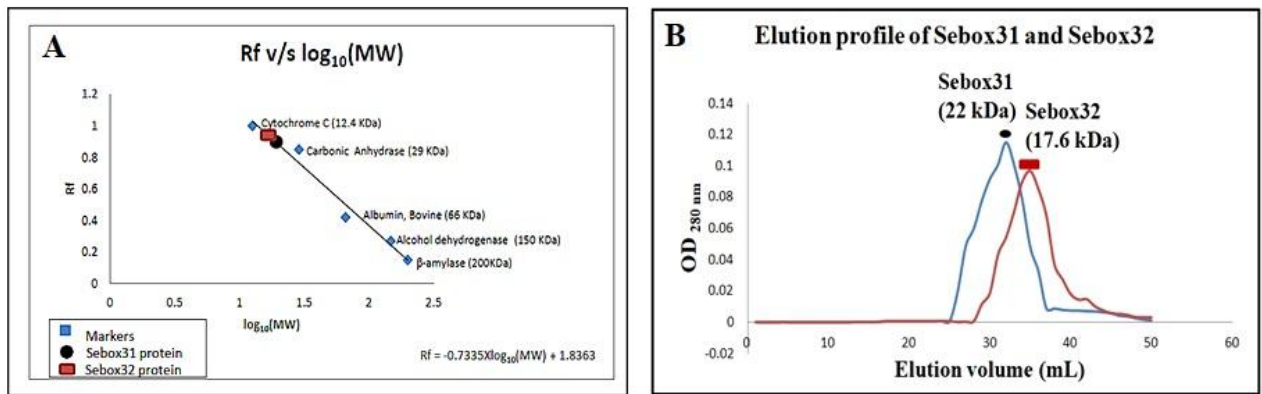 A
Rf v/s log10(MW)
1.2
1
0.8
0.6
0.4
0.2
0
Rf
Cytochrome C (12.4 KDa)
Carbonic Anhydrase (29 KDa)
Albumin, Bovine (66 KDa)
Alcohol dehydrogenase (150 KDa)
β-amylase (200KDa)
0 0.5 1 1.5 2 2.5
log10(MW)
Markers
Sebox31 protein
Sebox32 protein
Rf = -0.7335Xlog10(MW) + 1.8363
B
Elution profile of Sebox31 and Sebox32
Sebox31
(22 kDa)
Sebox32
(17.6 kDa)
0.14
0.12
0.1
0.08
0.06
0.04
0.02
0
-0.02
OD 280 nm
0 10 20 30 40 50 60
Elution volume (mL)